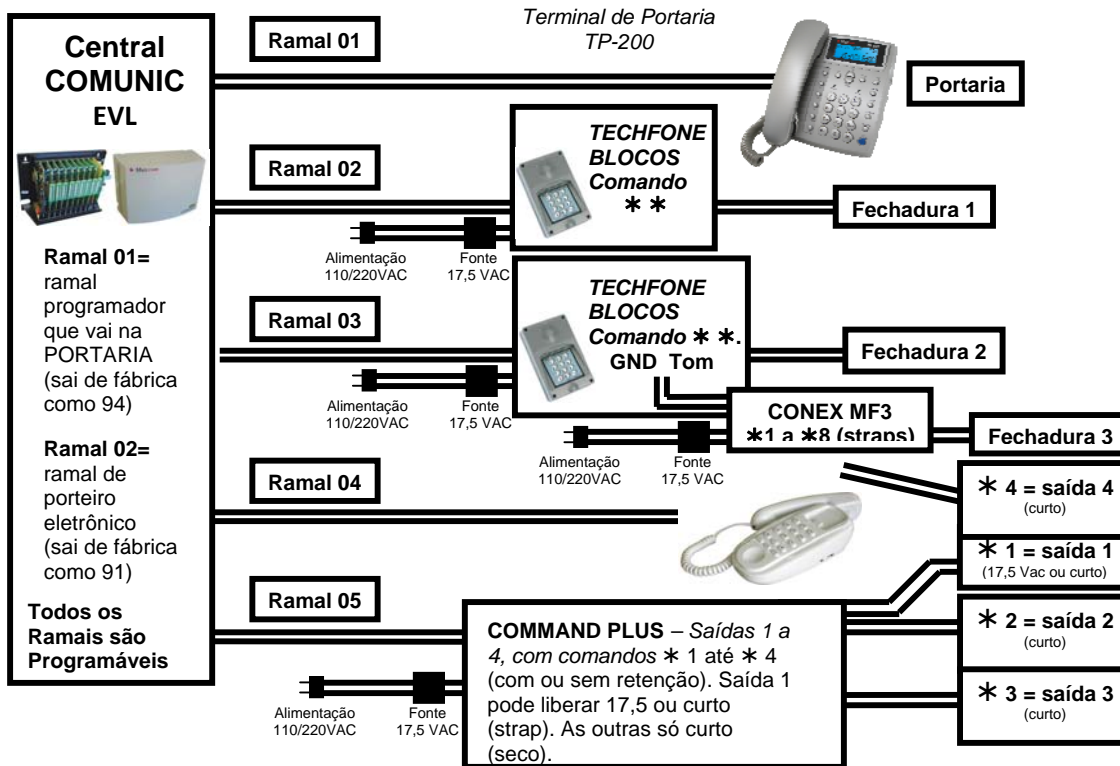 Central
COMUNIC
EVL
Ramal 01=
ramal
programador
que vai na
PORTARIA
(sai de fábrica
como 94)
Ramal 02=
ramal de
porteiro
eletrônico
(sai de fábrica
como 91)
Todos os
Ramais são
Programáveis
Ramal 01
Terminal de Portaria
TP-200
Portaria
Ramal 02
TECHFONE
BLOCOS
Comando
* *
Fechadura 1
Alimentação
110/220VAC
Fonte
17,5 VAC
Ramal 03
TECHFONE
BLOCOS
Comando * *.
GND Tom
Fechadura 2
Alimentação
110/220VAC
Fonte
17,5 VAC
CONEX MF3
*1 a *8 (straps)
Fechadura 3
Alimentação
110/220VAC
Fonte
17,5 VAC
Ramal 04
* 4 = saída 4
(curto)
* 1 = saída 1
(17,5 Vac ou curto)
* 2 = saída 2
(curto)
* 3 = saída 3
(curto)
Ramal 05
COMMAND PLUS – Saídas 1 a
4, com comandos * 1 até * 4
(com ou sem retenção). Saída 1
pode liberar 17,5 ou curto
(strap). As outras só curto
(seco).
Alimentação
110/220VAC
Fonte
17,5 VAC